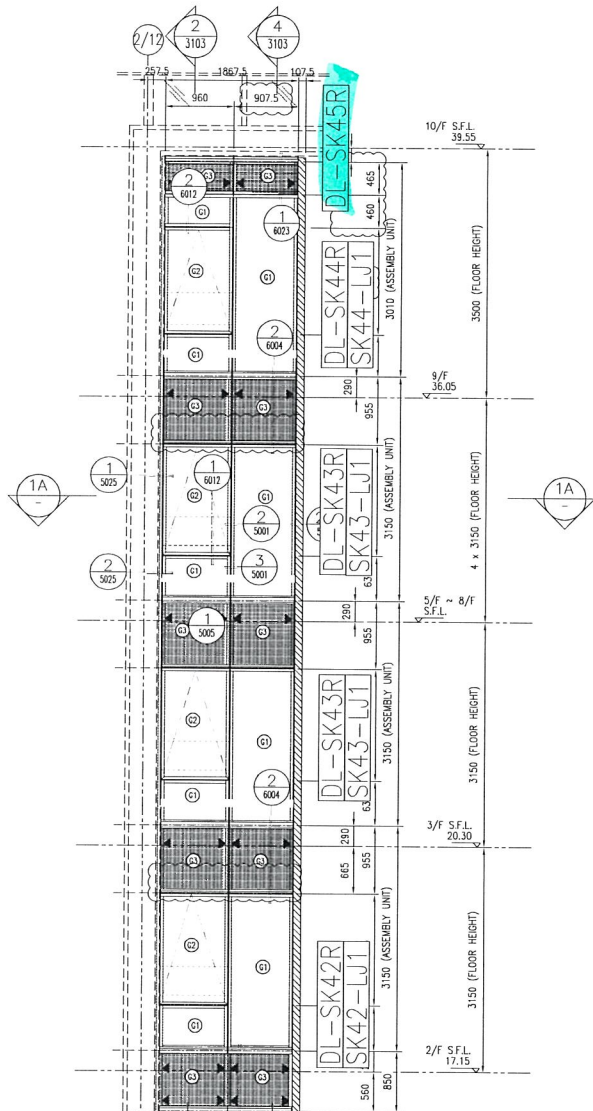 2/12
2
3103
4
3103
257.5
1867.5
107.5
960
907.5
DL-SK45R
10/F S.F.L.
39.55
G3
G3
2
6012
465
460
G1
1
6023
G2
G1
DL-SK44R
SK44-LJ1
3010 (ASSEMBLY UNIT)
3500 (FLOOR HEIGHT)
2
6004
G1
9/F
36.05
290
955
G3
G3
1
5025
1
6012
G2
G1
1A
-
1A
-
2
5001
DL-SK43R
SK43-LJ1
3150 (ASSEMBLY UNIT)
4 x 3150 (FLOOR HEIGHT)
2
5025
G1
3
5001
63
5/F ~ 8/F
S.F.L.
290
955
G3
1
5005
G3
G2
G1
DL-SK43R
SK43-LJ1
3150 (ASSEMBLY UNIT)
3150 (FLOOR HEIGHT)
2
6004
G1
63
3/F S.F.L.
20.30
290
665
955
G3
G3
G2
G1
DL-SK42R
SK42-LJ1
3150 (ASSEMBLY UNIT)
3150 (FLOOR HEIGHT)
G1
2/F S.F.L.
17.15
G3
G3
560
850